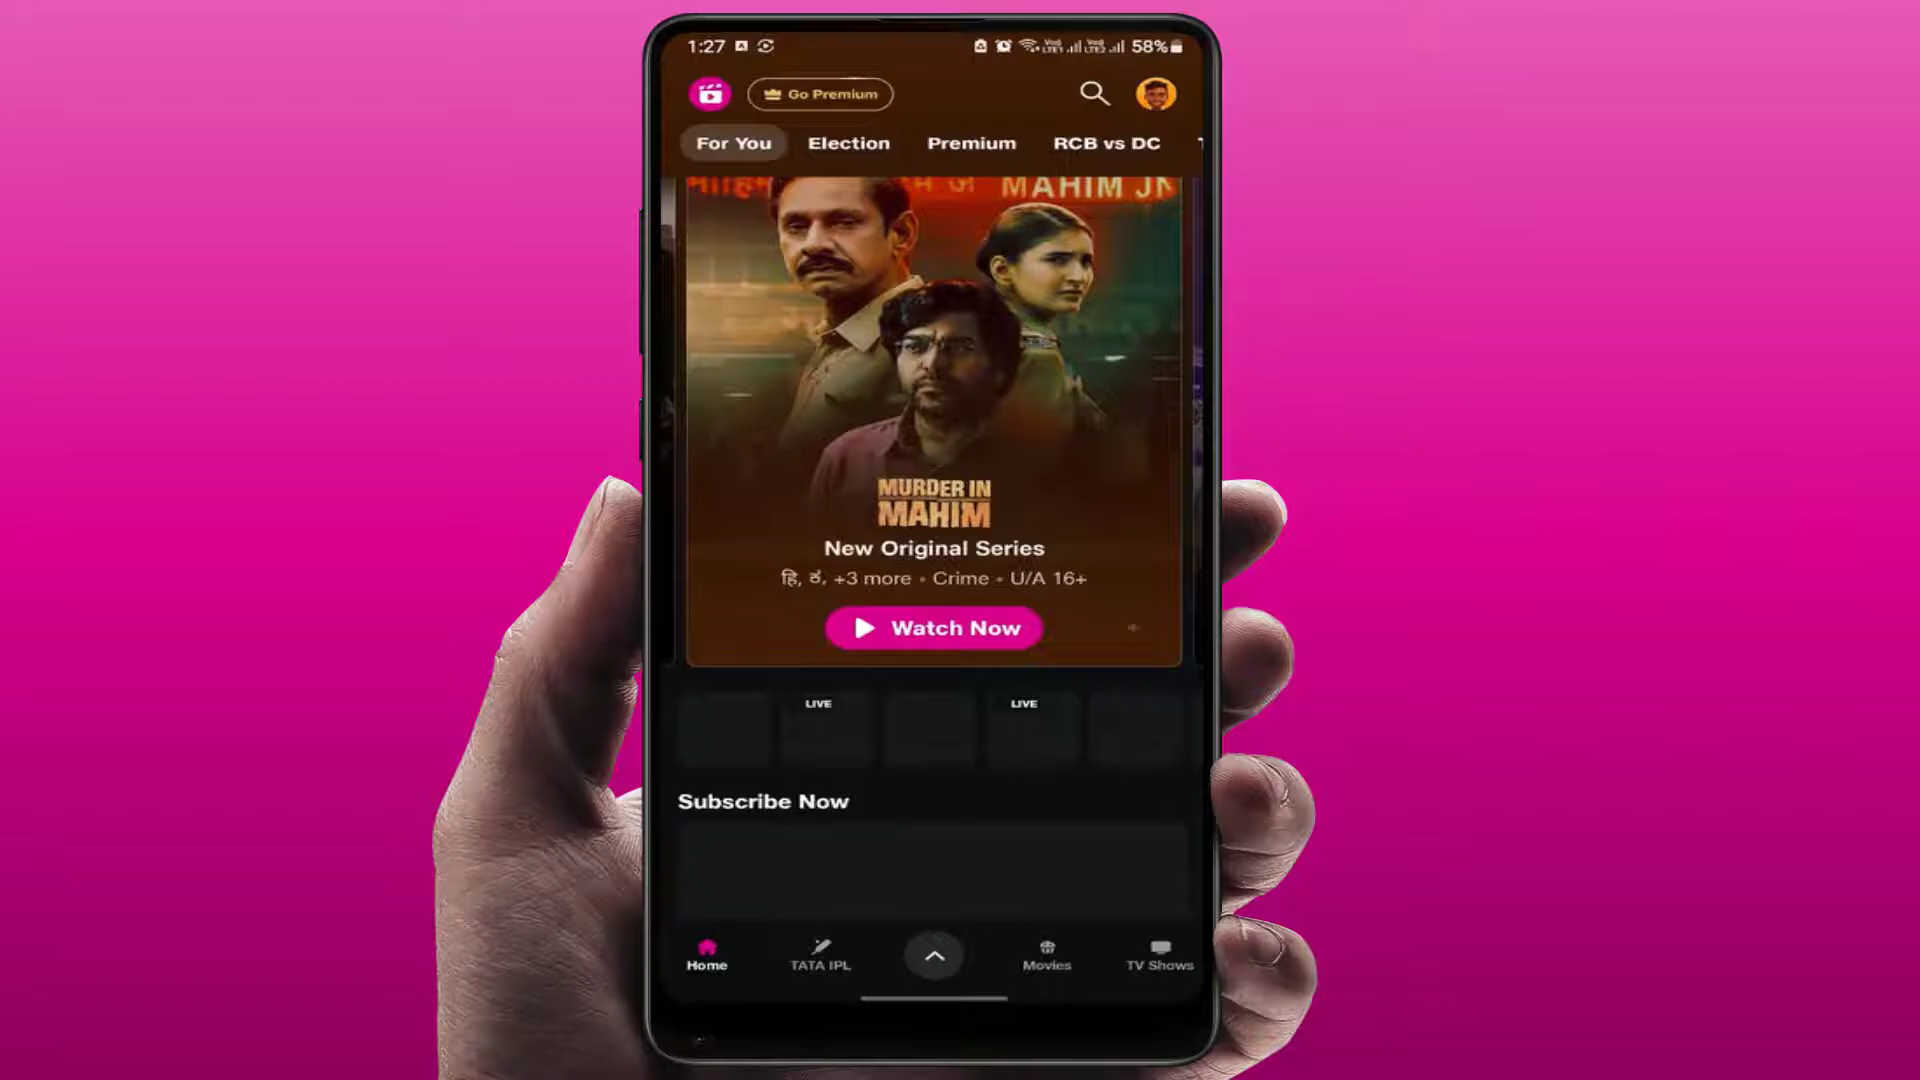 1:27
58%
Go Premium
For You Election Premium RCB vs DC
MAHIM JN
MURDER IN
MAHIM
New Original Series
हि, ಕ, +3 more • Crime • U/A 16+
Watch Now
LIVE LIVE
Subscribe Now
Home TATA IPL Movies TV Shows